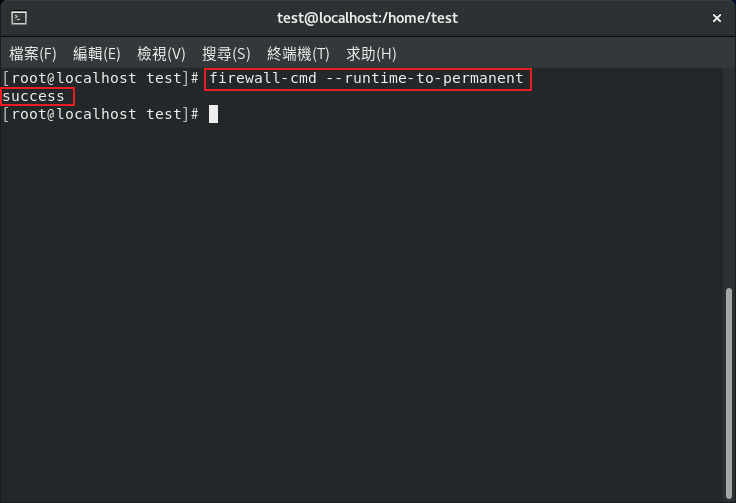 test@localhost:/home/test
檔案(F) 編輯(E) 檢視(V) 搜尋(S) 終端機(T) 求助(H)
[root@localhost test]# firewall-cmd --runtime-to-permanent
success
[root@localhost test]#